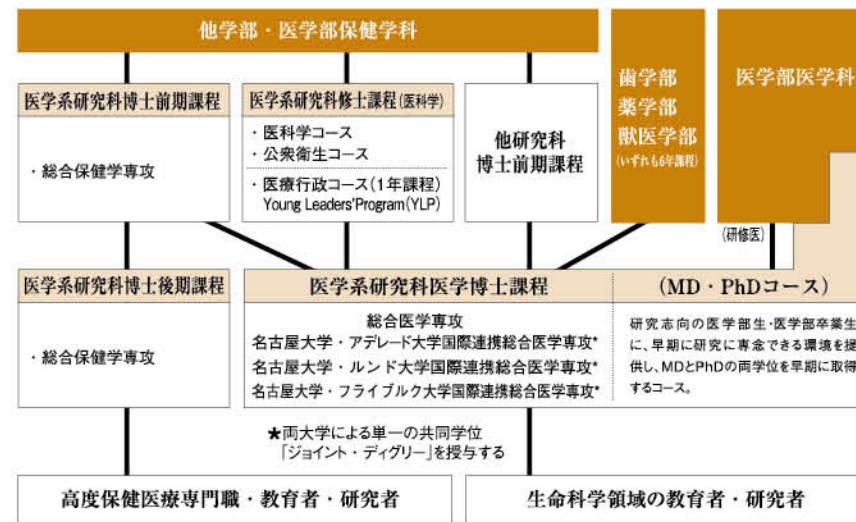 他学部・医学部保健学科
歯学部
薬学部
獣医学部
(いずれも6年課程)
医学部医学科
医学系研究科博士前期課程
・総合保健学専攻
医学系研究科修士課程(医科学)
・医科学コース
・公衆衛生コース
・医療行政コース(1年課程)
Young Leaders'Program(YLP)
他研究科
博士前期課程
(研修医)
医学系研究科博士後期課程
・総合保健学専攻
医学系研究科医学博士課程
総合医学専攻
名古屋大学・アデレード大学国際連携総合医学専攻*
名古屋大学・ルンド大学国際連携総合医学専攻*
名古屋大学・フライブルク大学国際連携総合医学専攻*
(MD・PhDコース)
研究志向の医学部生・医学部卒業生
に、早期に研究に専念できる環境を提
供し、MDとPhDの両学位を早期に取得
するコース。
★両大学による単一の共同学位
「ジョイント・ディグリー」を授与する
高度保健医療専門職・教育者・研究者
生命科学領域の教育者・研究者